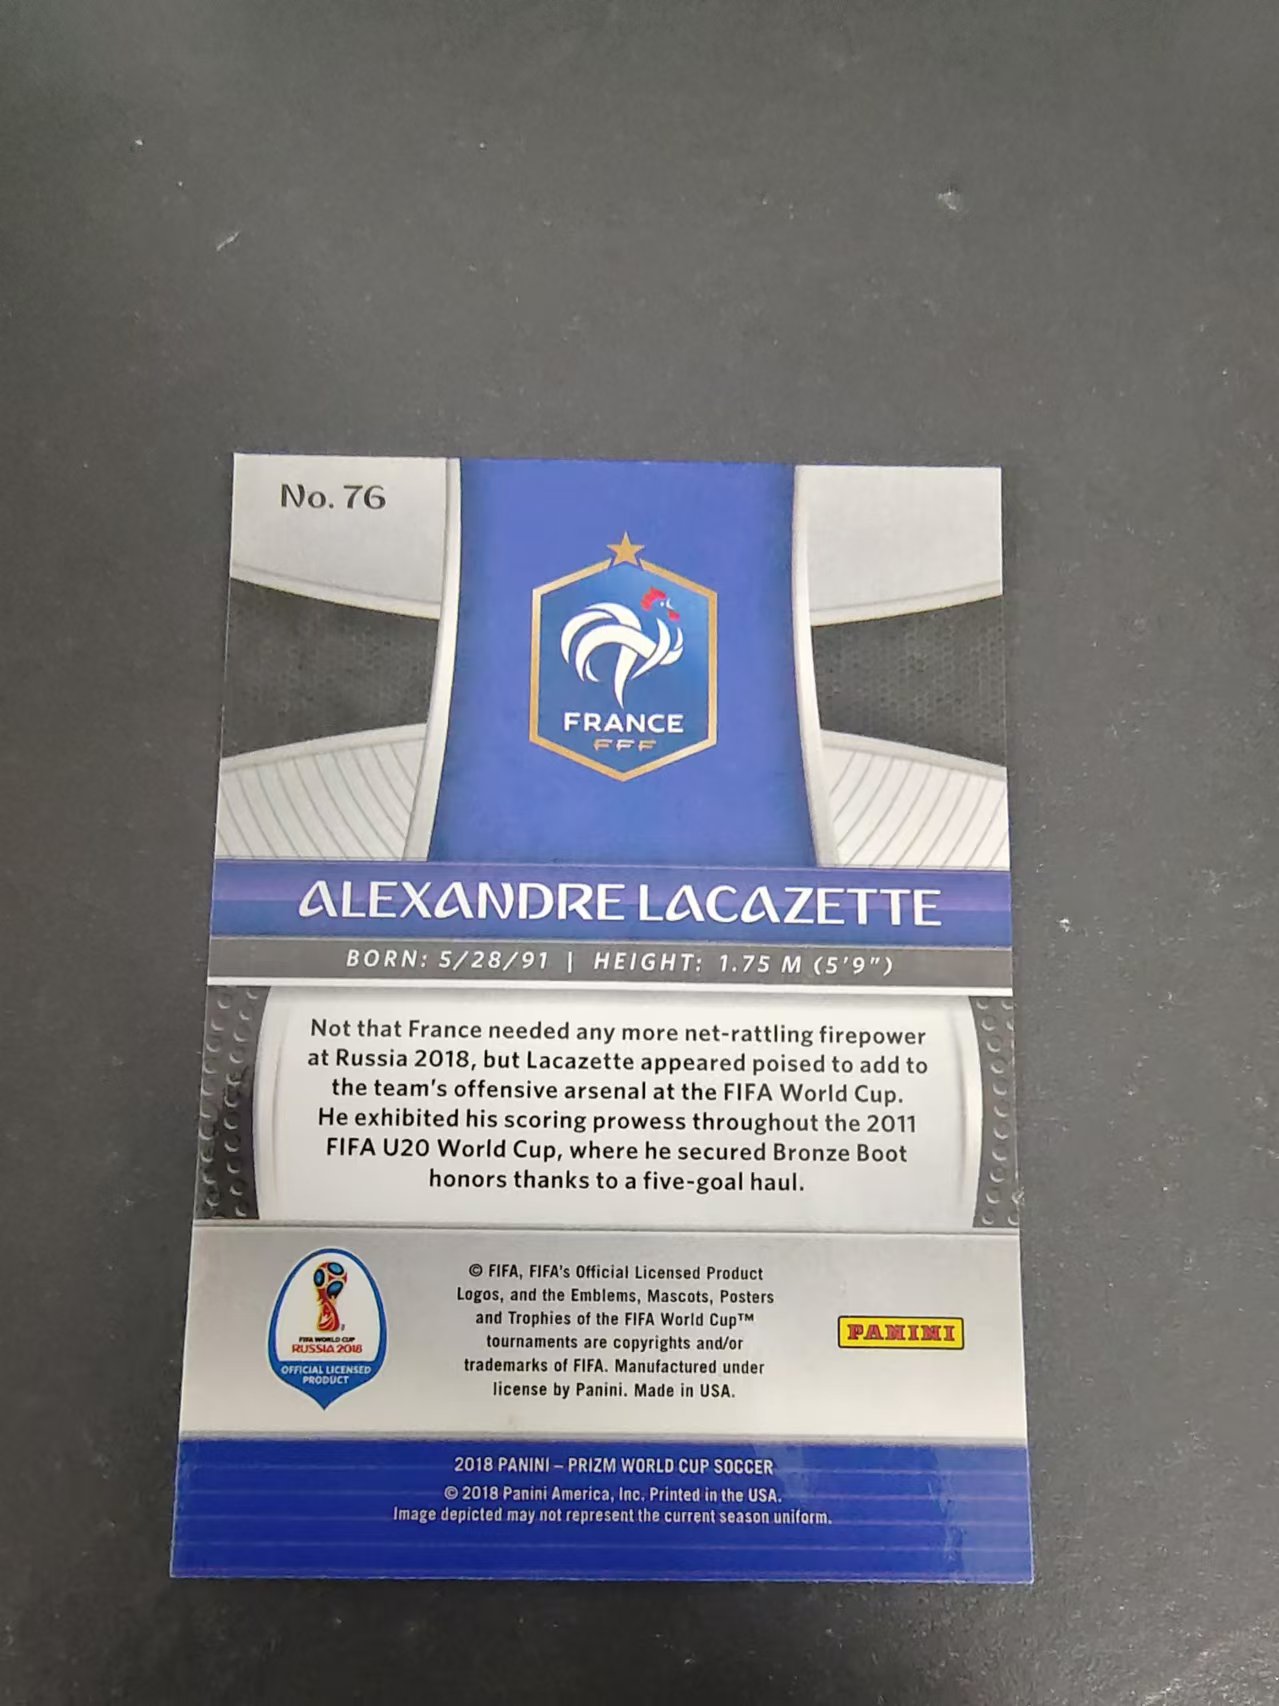 No. 76
FRANCE
FFF
ALEXANDRE LACAZETTE
BORN: 5/28/91 | HEIGHT: 1.75 M (5'9")
Not that France needed any more net-rattling firepower
at Russia 2018, but Lacazette appeared poised to add to
the team's offensive arsenal at the FIFA World Cup.
He exhibited his scoring prowess throughout the 2011
FIFA U20 World Cup, where he secured Bronze Boot
honors thanks to a five-goal haul.
FIFA WORLD CUP
RUSSIA 2018
OFFICIAL LICENSED
PRODUCT
© FIFA, FIFA's Official Licensed Product
Logos, and the Emblems, Mascots, Posters
and Trophies of the FIFA World Cup™
tournaments are copyrights and/or
trademarks of FIFA. Manufactured under
license by Panini. Made in USA.
PANINI
2018 PANINI – PRIZM WORLD CUP SOCCER
© 2018 Panini America, Inc. Printed in the USA.
Image depicted may not represent the current season uniform.